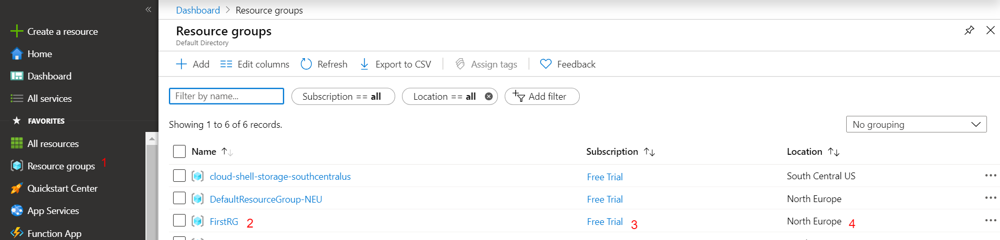 «
Create a resource
Home
Dashboard
All services
FAVORITES
All resources
Resource groups 1
Quickstart Center
App Services
Function App
Dashboard > Resource groups
Resource groups
Default Directory
Add Edit columns Refresh Export to CSV Assign tags Feedback
Filter by name... Subscription == all Location == all Add filter
Showing 1 to 6 of 6 records. No grouping
Name ↑↓ Subscription ↑↓ Location ↑↓
cloud-shell-storage-southcentralus Free Trial South Central US ...
DefaultResourceGroup-NEU Free Trial North Europe ...
FirstRG 2 Free Trial 3 North Europe 4 ...